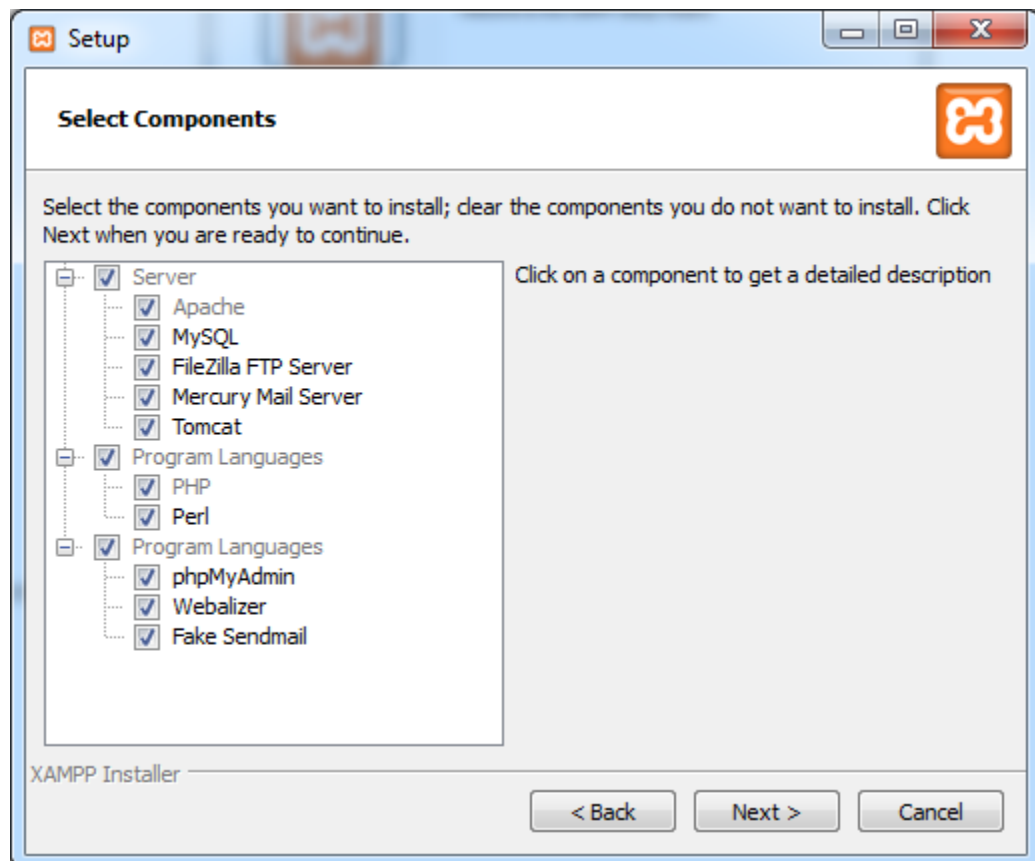 Setup
Select Components
Select the components you want to install; clear the components you do not want to install. Click
Next when you are ready to continue.
Server
Apache
MySQL
FileZilla FTP Server
Mercury Mail Server
Tomcat
Program Languages
PHP
Perl
Program Languages
phpMyAdmin
Webalizer
Fake Sendmail
Click on a component to get a detailed description
XAMPP Installer
< Back
Next >
Cancel